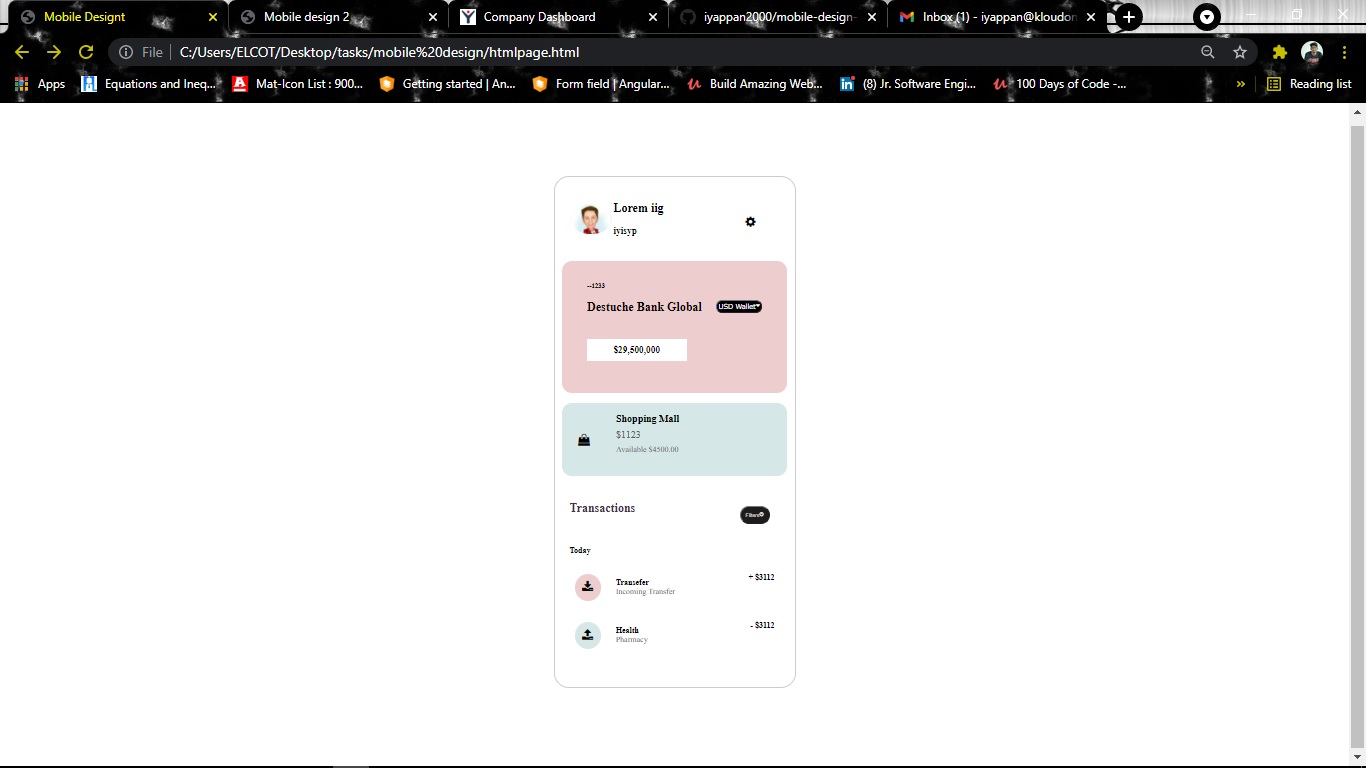 Mobile Designt
Mobile design 2
Company Dashboard
iyappan2000/mobile-design-
Inbox (1) - iyappan@kloudon
File
C:/Users/ELCOT/Desktop/tasks/mobile%20design/htmlpage.html
Apps
Equations and Ineq...
Mat-Icon List : 900...
Getting started | An...
Form field | Angular...
Build Amazing Web...
(8) Jr. Software Engi...
100 Days of Code -...
»
Reading list
Lorem iig
iyisyp
--1233
Destuche Bank Global
USD Wallet
$29,500,000
Shopping Mall
$1123
Available $4500.00
Transactions
Filters
Today
Transefer
+ $3112
Incoming Transfer
Health
- $3112
Pharmacy